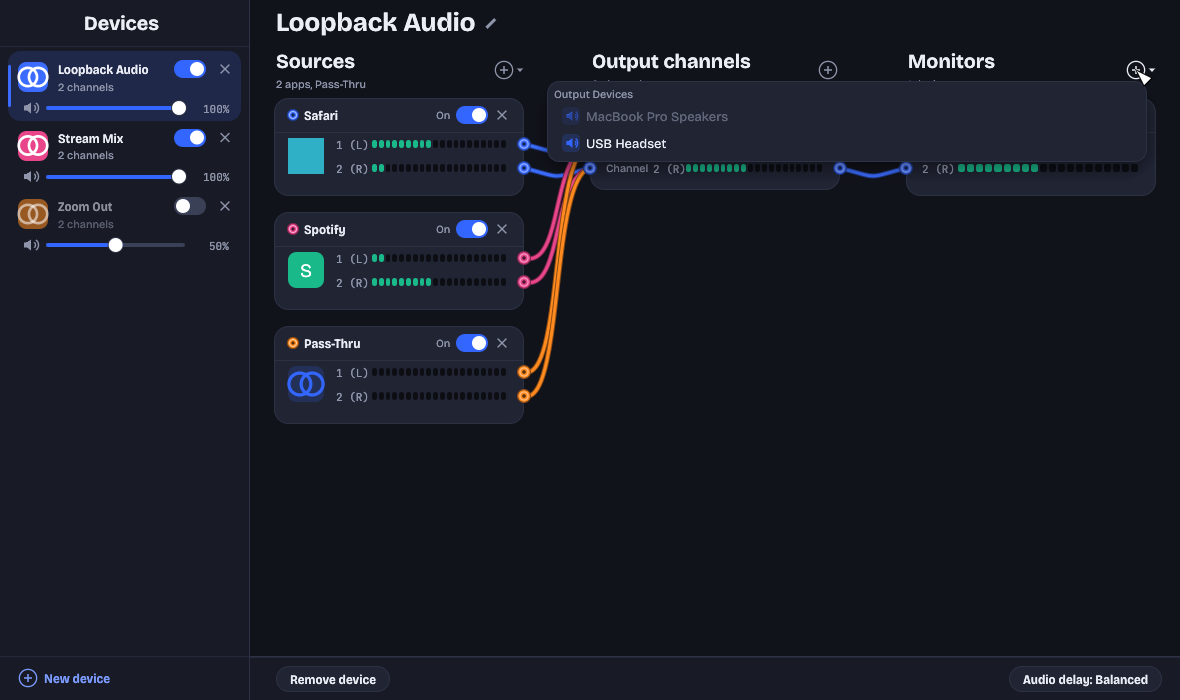 Devices
Loopback Audio
2 channels
100%
Stream Mix
2 channels
100%
Zoom Out
2 channels
50%
New device
Loopback Audio
Sources
2 apps, Pass-Thru
Safari
On
1 (L)
2 (R)
Spotify
On
S
1 (L)
2 (R)
Pass-Thru
On
1 (L)
2 (R)
Output channels
Channel 2 (R)
Monitors
2 (R)
Output Devices
MacBook Pro Speakers
USB Headset
Remove device
Audio delay: Balanced